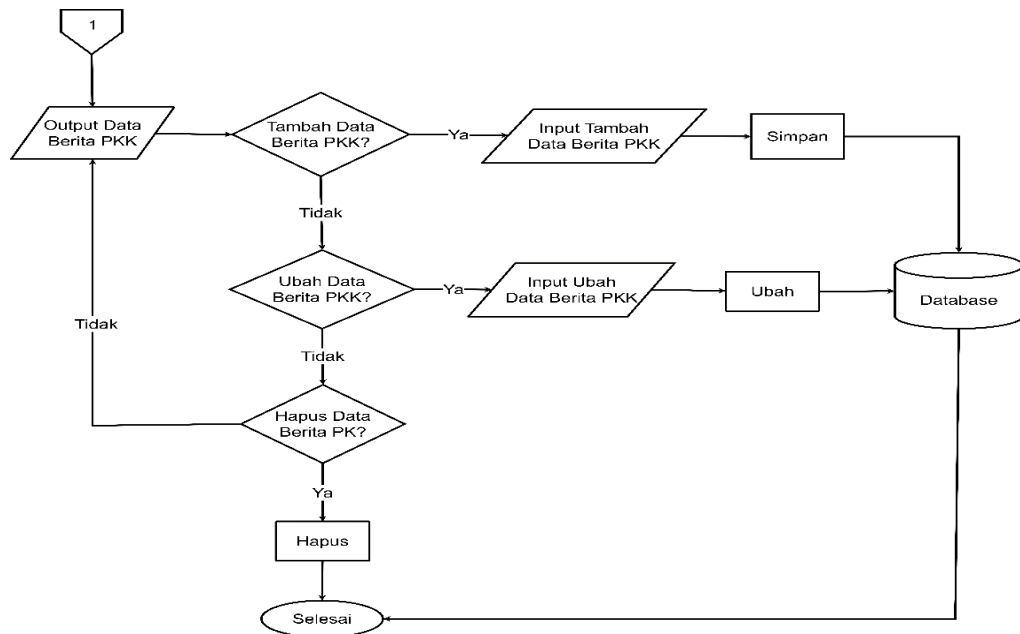 1
Output Data
Berita PKK
Tambah Data
Berita PKK?
Ya
Input Tambah
Data Berita PKK
Simpan
Tidak
Ubah Data
Berita PKK?
Ya
Input Ubah
Data Berita PKK
Ubah
Database
Tidak
Tidak
Hapus Data
Berita PK?
Ya
Hapus
Selesai